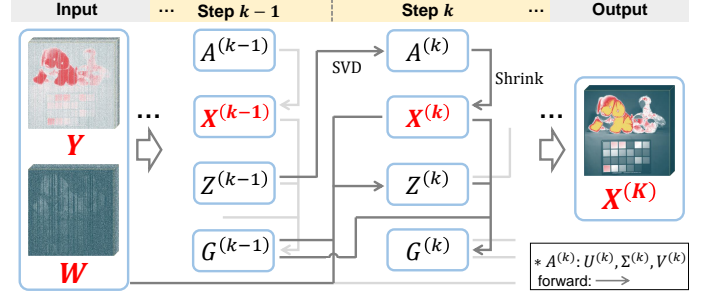 Input
... Step k − 1
Step k ...
Output
A^(k−1)
SVD
A^(k)
Shrink
...
X^(k−1)
X^(k)
...
Y
Z^(k−1)
Z^(k)
X^(K)
G^(k−1)
G^(k)
W
* A^(k): U^(k), Σ^(k), V^(k)
forward: